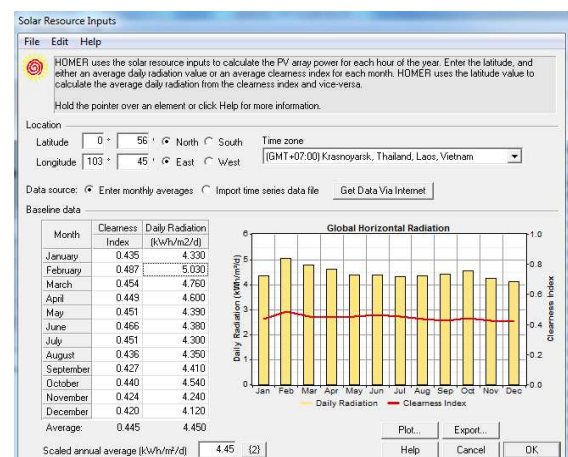 Solar Resource Inputs
File Edit Help
HOMER uses the solar resource inputs to calculate the PV array power for each hour of the year. Enter the latitude, and
either an average daily radiation value or an average clearness index for each month. HOMER uses the latitude value to
calculate the average daily radiation from the clearness index and vice-versa.
Hold the pointer over an element or click Help for more information.
Location
Latitude 0 ° 56 ' North South Time zone
Longitude 103 ° 45 ' East West (GMT+07:00) Krasnoyarsk, Thailand, Laos, Vietnam
Data source: Enter monthly averages Import time series data file Get Data Via Internet
Baseline data
Month Clearness Index Daily Radiation (kWh/m2/d)
January 0.435 4.330
February 0.487 5.030
March 0.454 4.760
April 0.449 4.600
May 0.451 4.390
June 0.466 4.380
July 0.451 4.300
August 0.436 4.350
September 0.427 4.410
October 0.440 4.540
November 0.424 4.240
December 0.420 4.120
Average: 0.445 4.450
Scaled annual average (kWh/m²/d) 4.45 {2}
Global Horizontal Radiation
Daily Radiation (kWh/m²/d)
6
5
4
3
2
1
0
Jan Feb Mar Apr May Jun Jul Aug Sep Oct Nov Dec
1.0
0.8
0.6
0.4
0.2
0.0
Clearness Index
Daily Radiation Clearness Index
Plot... Export...
Help Cancel OK